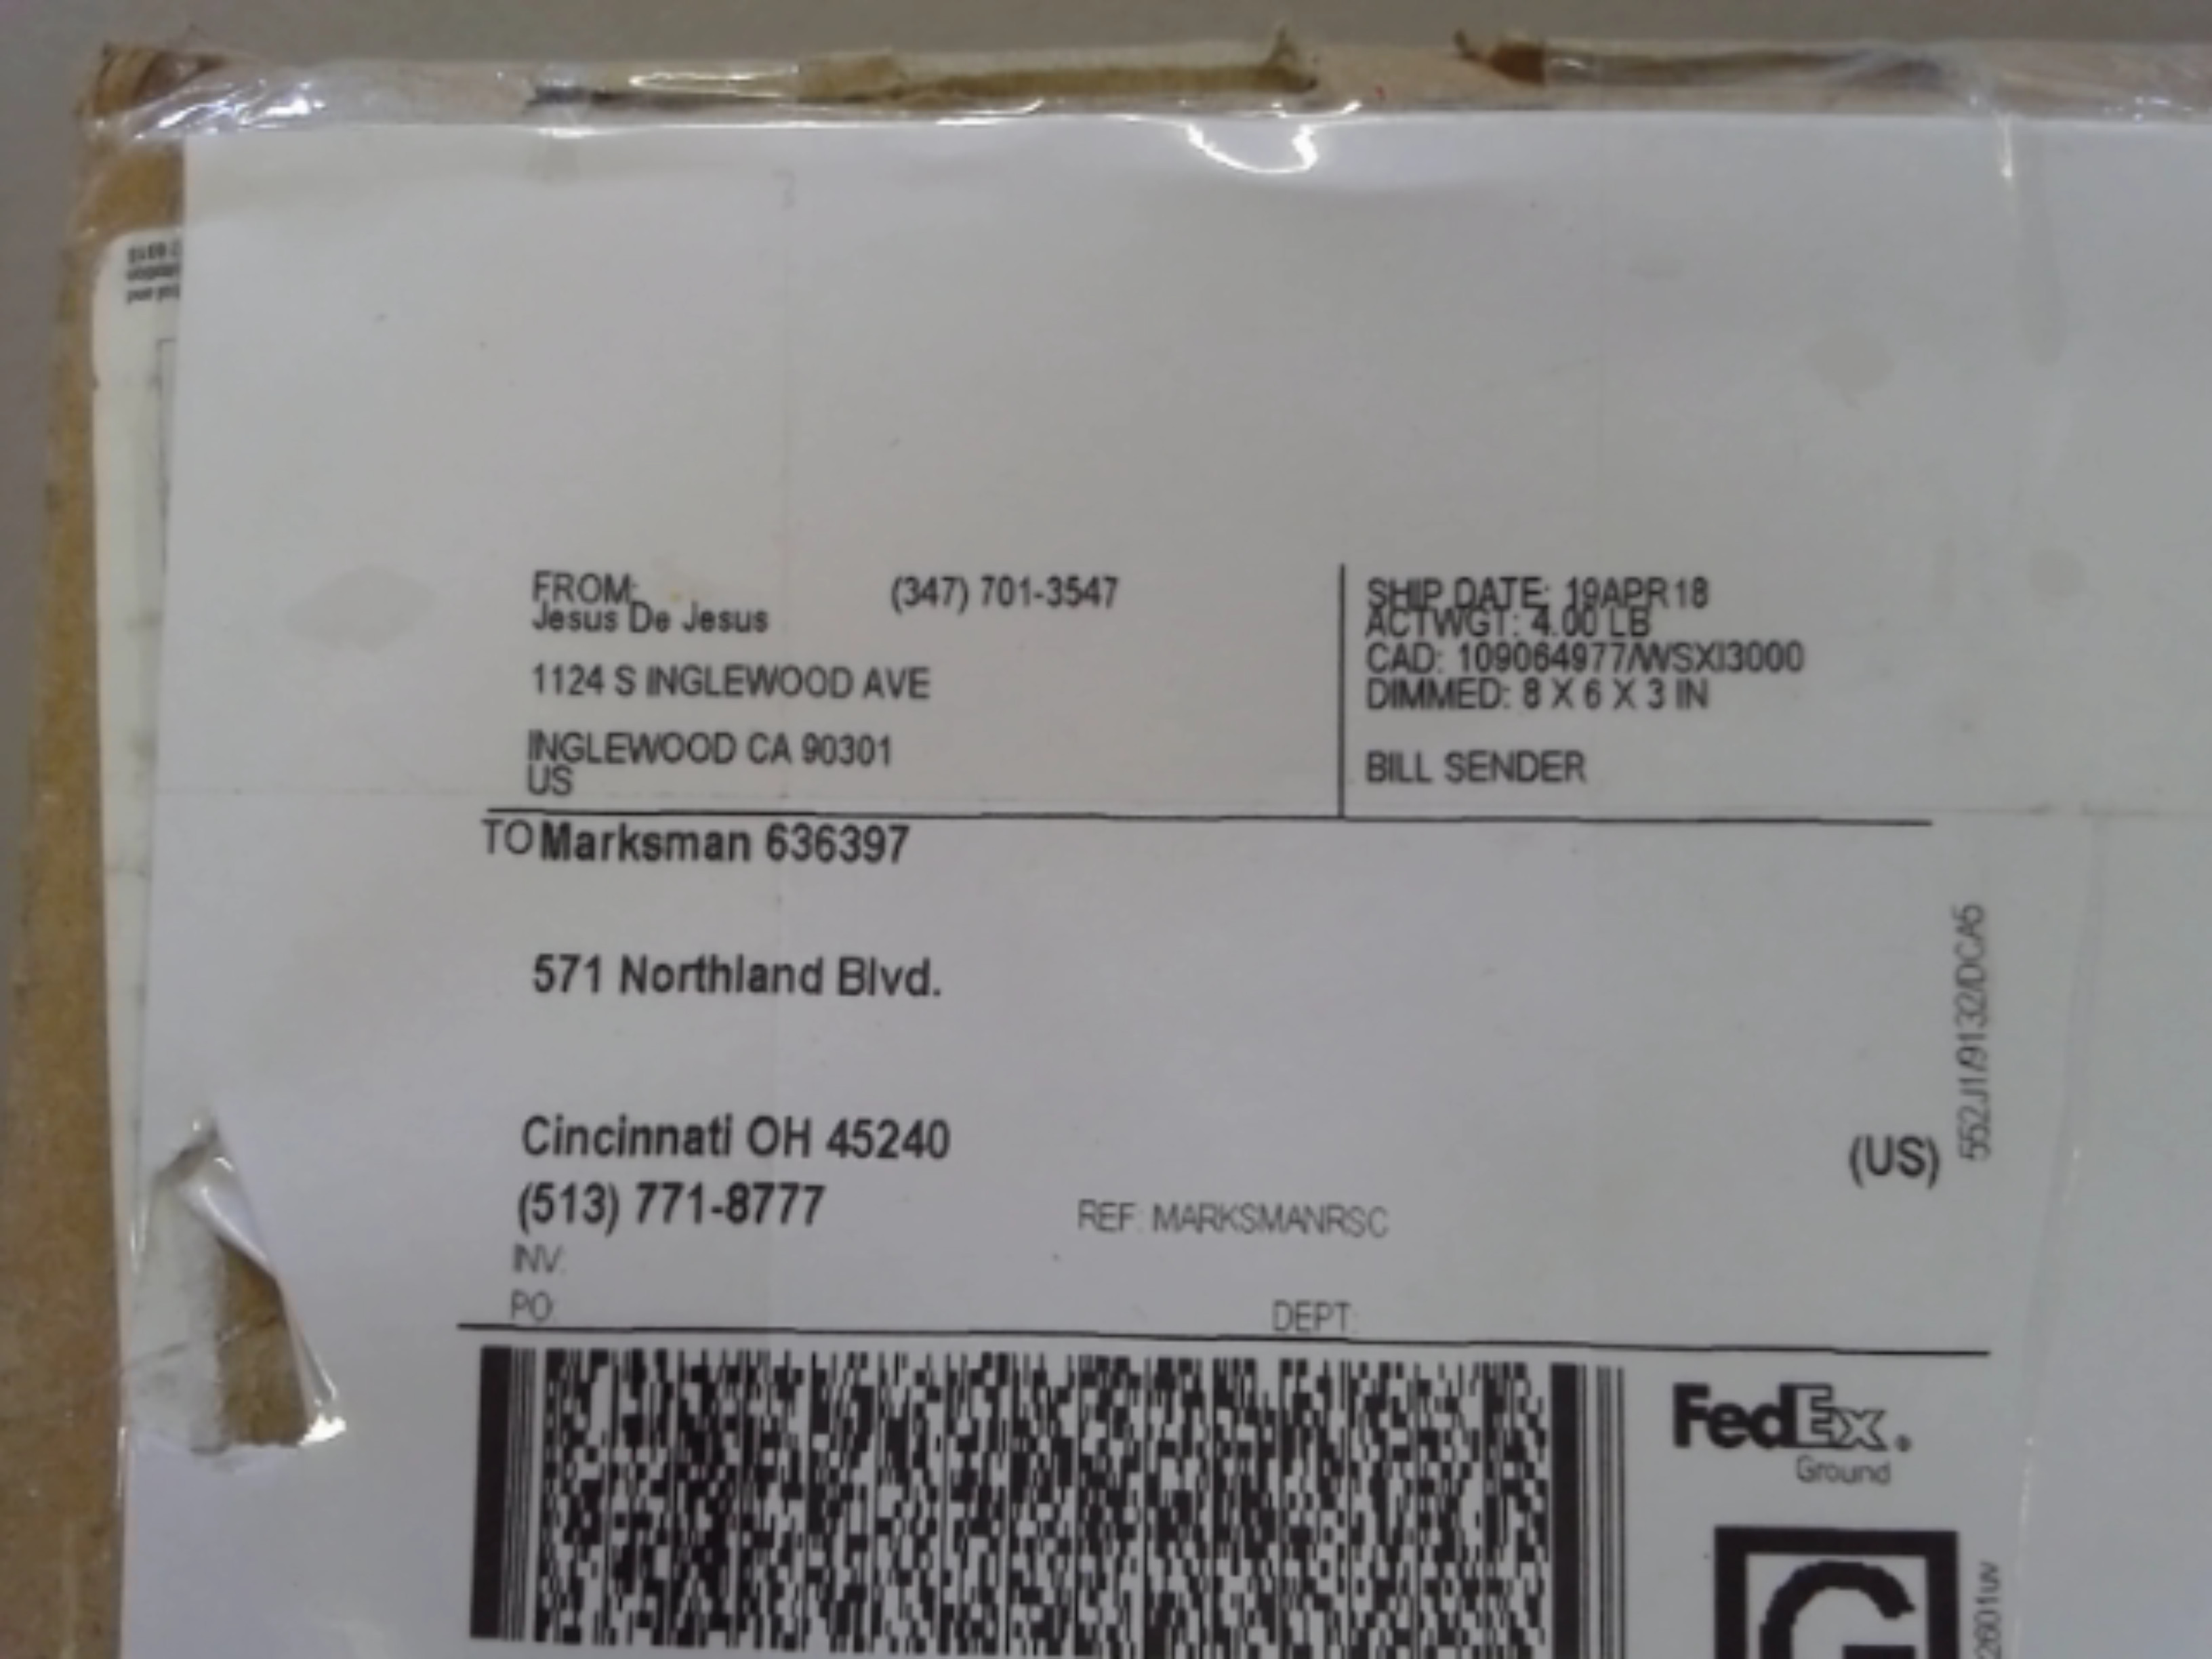 FROM: (347) 701-3547
Jesus De Jesus
1124 S INGLEWOOD AVE
INGLEWOOD CA 90301
US
SHIP DATE: 19APR18
ACTWGT: 4.00 LB
CAD: 109064977/WSXI3000
DIMMED: 8 X 6 X 3 IN
BILL SENDER
TO Marksman 636397
571 Northland Blvd.
Cincinnati OH 45240
(US)
(513) 771-8777
REF: MARKSMANRSC
INV:
PO:
DEPT:
552J1/9132/DCA5
FedEx®
Ground
G